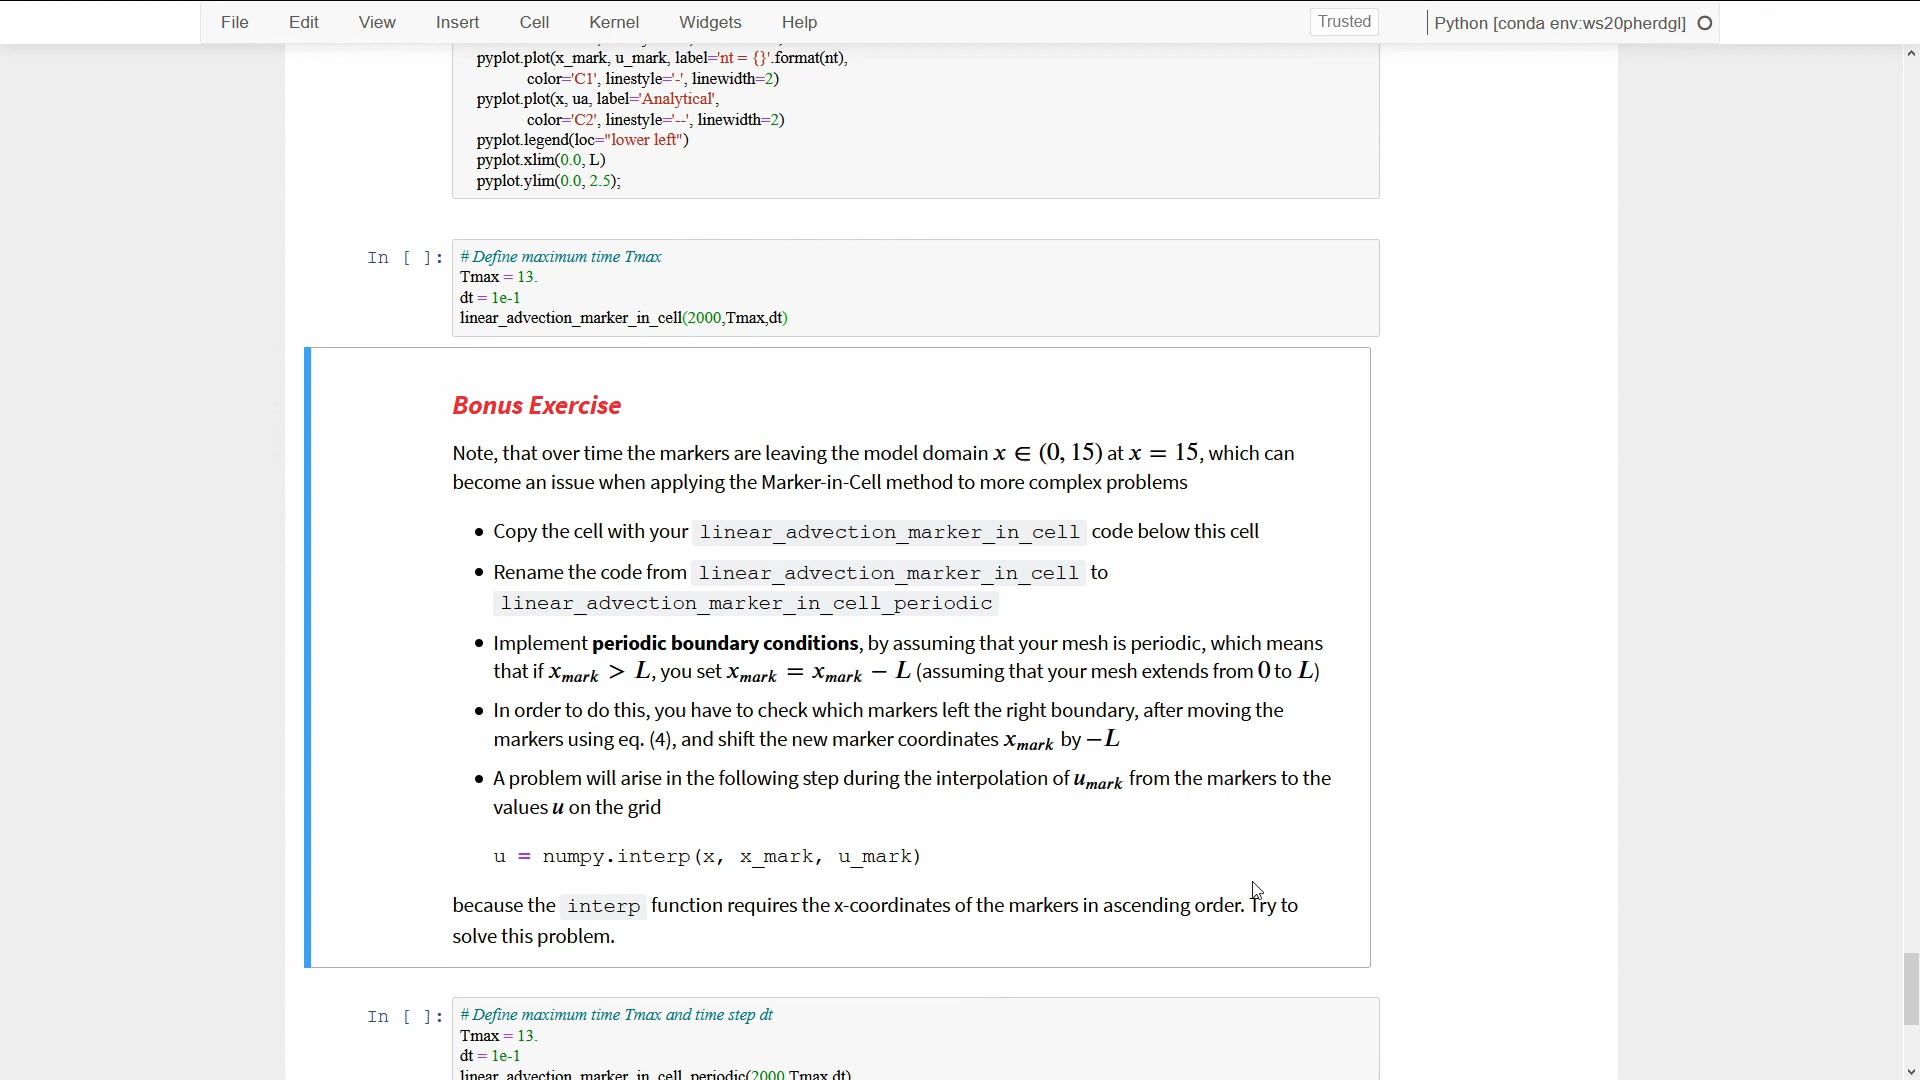 File Edit View Insert Cell Kernel Widgets Help Trusted Python [conda env:ws20pherdgl]
pyplot.plot(x_mark, u_mark, label='nt = {}'.format(nt),
color='C1', linestyle='-', linewidth=2)
pyplot.plot(x, ua, label='Analytical',
color='C2', linestyle='--', linewidth=2)
pyplot.legend(loc="lower left")
pyplot.xlim(0.0, L)
pyplot.ylim(0.0, 2.5);
In [ ]: # Define maximum time Tmax
Tmax = 13.
dt = 1e-1
linear_advection_marker_in_cell(2000,Tmax,dt)
Bonus Exercise
Note, that over time the markers are leaving the model domain x ∈ (0, 15) at x = 15, which can
become an issue when applying the Marker-in-Cell method to more complex problems
• Copy the cell with your linear_advection_marker_in_cell code below this cell
• Rename the code from linear_advection_marker_in_cell to
linear_advection_marker_in_cell_periodic
• Implement periodic boundary conditions, by assuming that your mesh is periodic, which means
that if x_mark > L, you set x_mark = x_mark − L (assuming that your mesh extends from 0 to L)
• In order to do this, you have to check which markers left the right boundary, after moving the
markers using eq. (4), and shift the new marker coordinates x_mark by −L
• A problem will arise in the following step during the interpolation of u_mark from the markers to the
values u on the grid
u = numpy.interp(x, x_mark, u_mark)
because the interp function requires the x-coordinates of the markers in ascending order. Try to
solve this problem.
In [ ]: # Define maximum time Tmax and time step dt
Tmax = 13.
dt = 1e-1
linear_advection_marker_in_cell_periodic(2000,Tmax,dt)